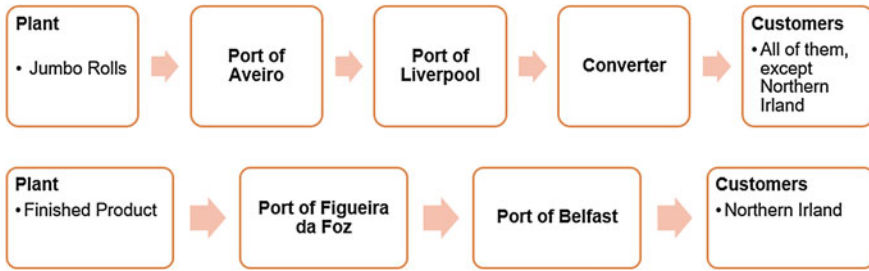 Plant
• Jumbo Rolls
Port of
Aveiro
Port of
Liverpool
Converter
Customers
• All of them,
except
Northern
Irland
Plant
• Finished Product
Port of Figueira
da Foz
Port of Belfast
Customers
• Northern Irland